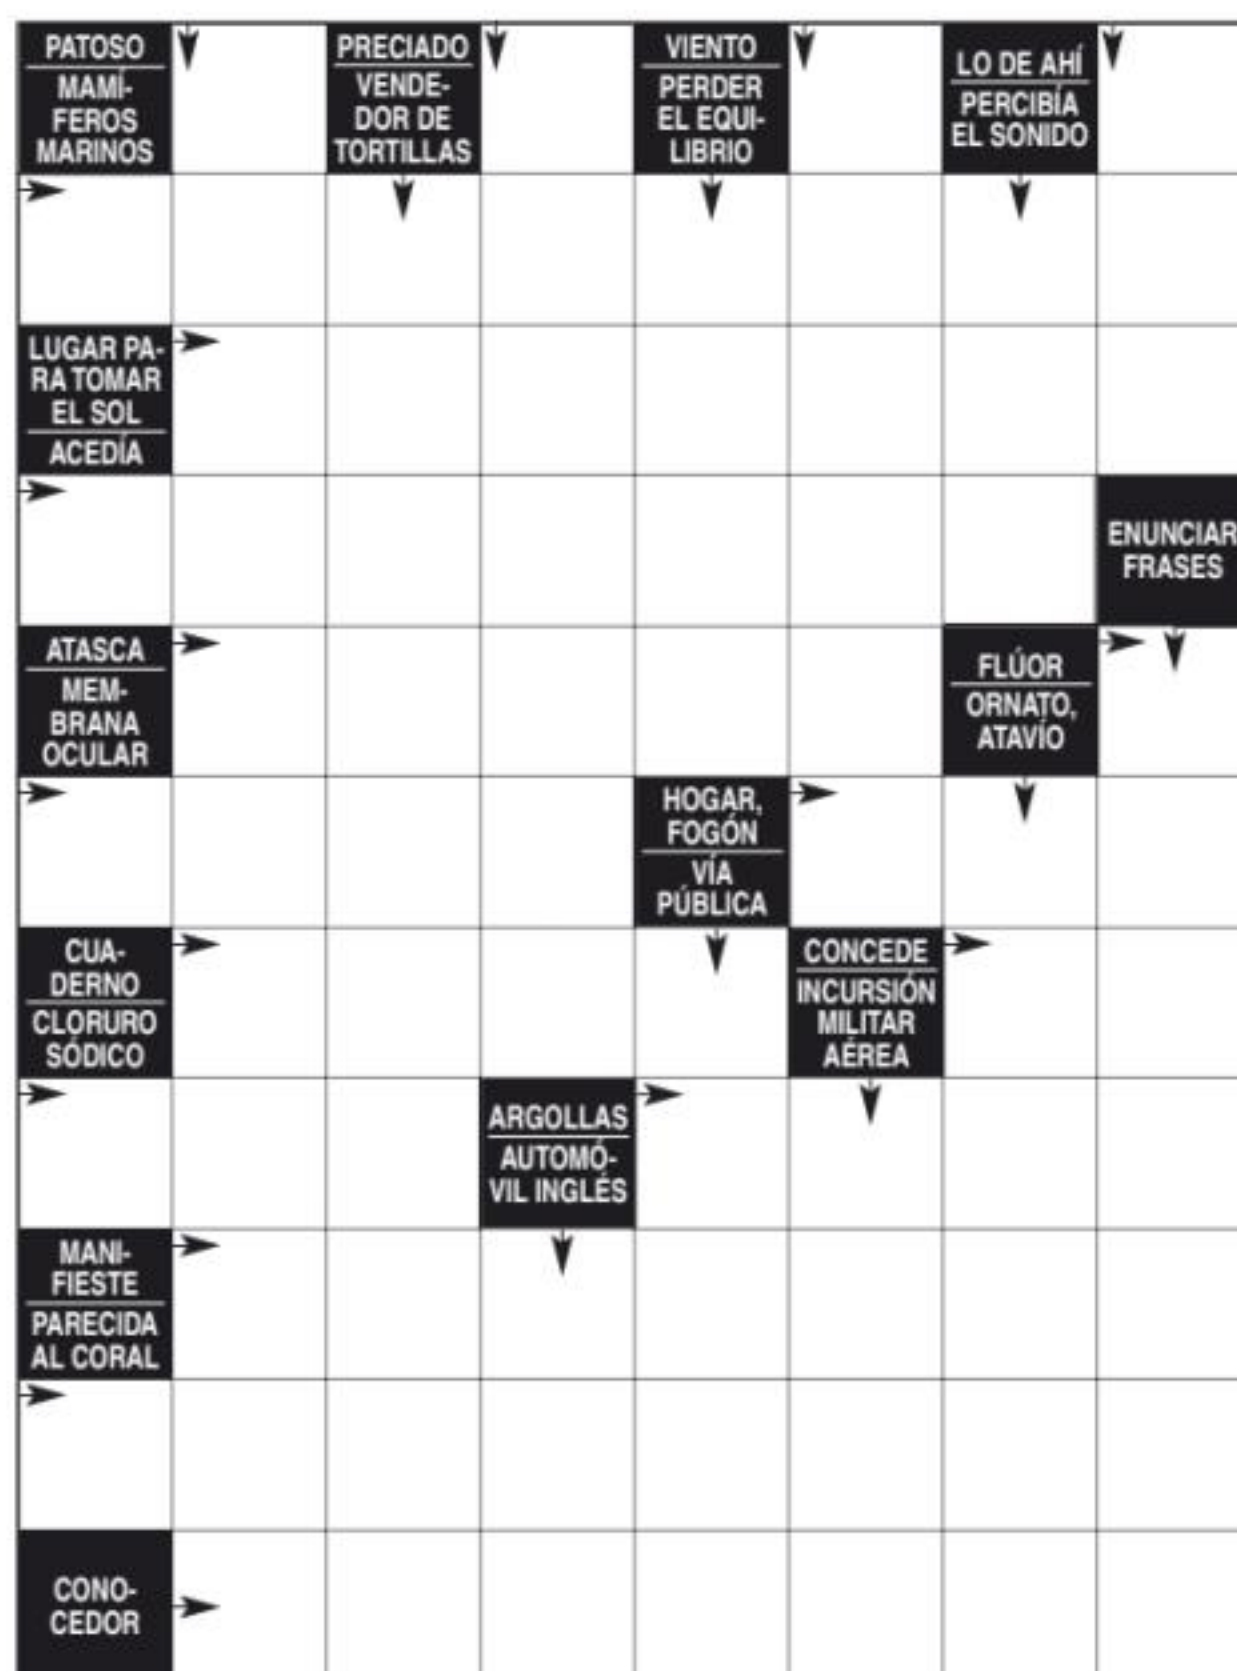 PATOSO
MAMÍ-
FEROS
MARINOS
PRECIADO
VENDE-
DOR DE
TORTILLAS
VIENTO
PERDER
EL EQUI-
LIBRIO
LO DE AHÍ
PERCIBÍA
EL SONIDO
LUGAR PA-
RA TOMAR
EL SOL
ACEDÍA
ENUNCIAR
FRASES
ATASCA
MEM-
BRANA
OCULAR
FLÚOR
ORNATO,
ATAVÍO
HOGAR,
FOGÓN
VÍA
PÚBLICA
CUA-
DERNO
CLORURO
SÓDICO
CONCEDE
INCURSIÓN
MILITAR
AÉREA
ARGOLLAS
AUTOMÓ-
VIL INGLÉS
MANI-
FIESTE
PARECIDA
AL CORAL
CONO-
CEDOR